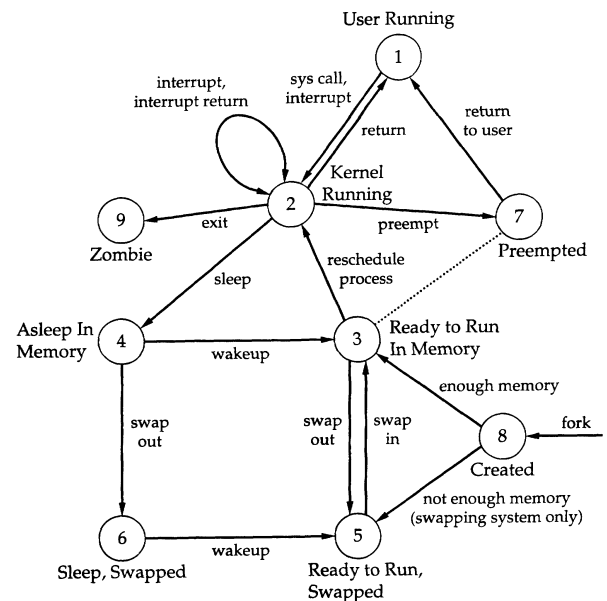 User Running
1
interrupt,
interrupt return
sys call,
interrupt
return
return
to user
Kernel
Running
2
9
Zombie
exit
preempt
7
Preempted
sleep
reschedule
process
Asleep In
Memory
4
wakeup
3
Ready to Run
In Memory
enough memory
swap
out
swap
out
swap
in
8
Created
fork
not enough memory
(swapping system only)
6
Sleep, Swapped
wakeup
5
Ready to Run,
Swapped